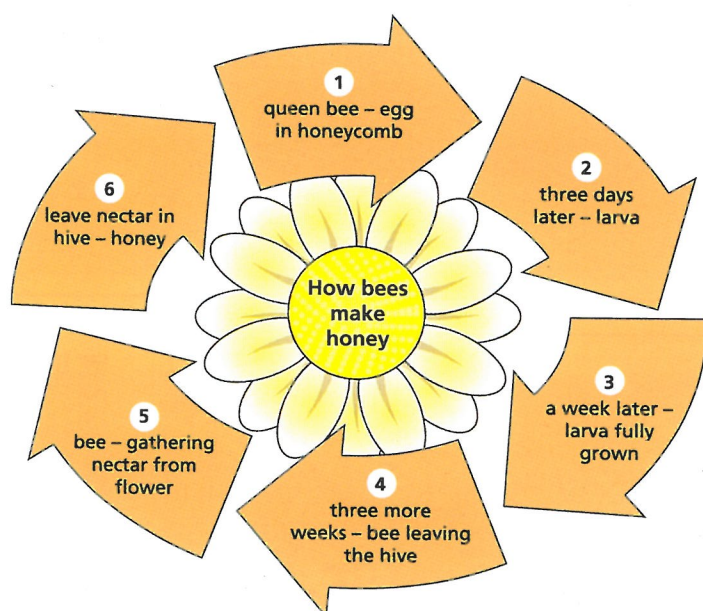 How bees
make
honey
1
queen bee – egg
in honeycomb
2
three days
later – larva
3
a week later –
larva fully
grown
4
three more
weeks – bee leaving
the hive
5
bee – gathering
nectar from
flower
6
leave nectar in
hive – honey